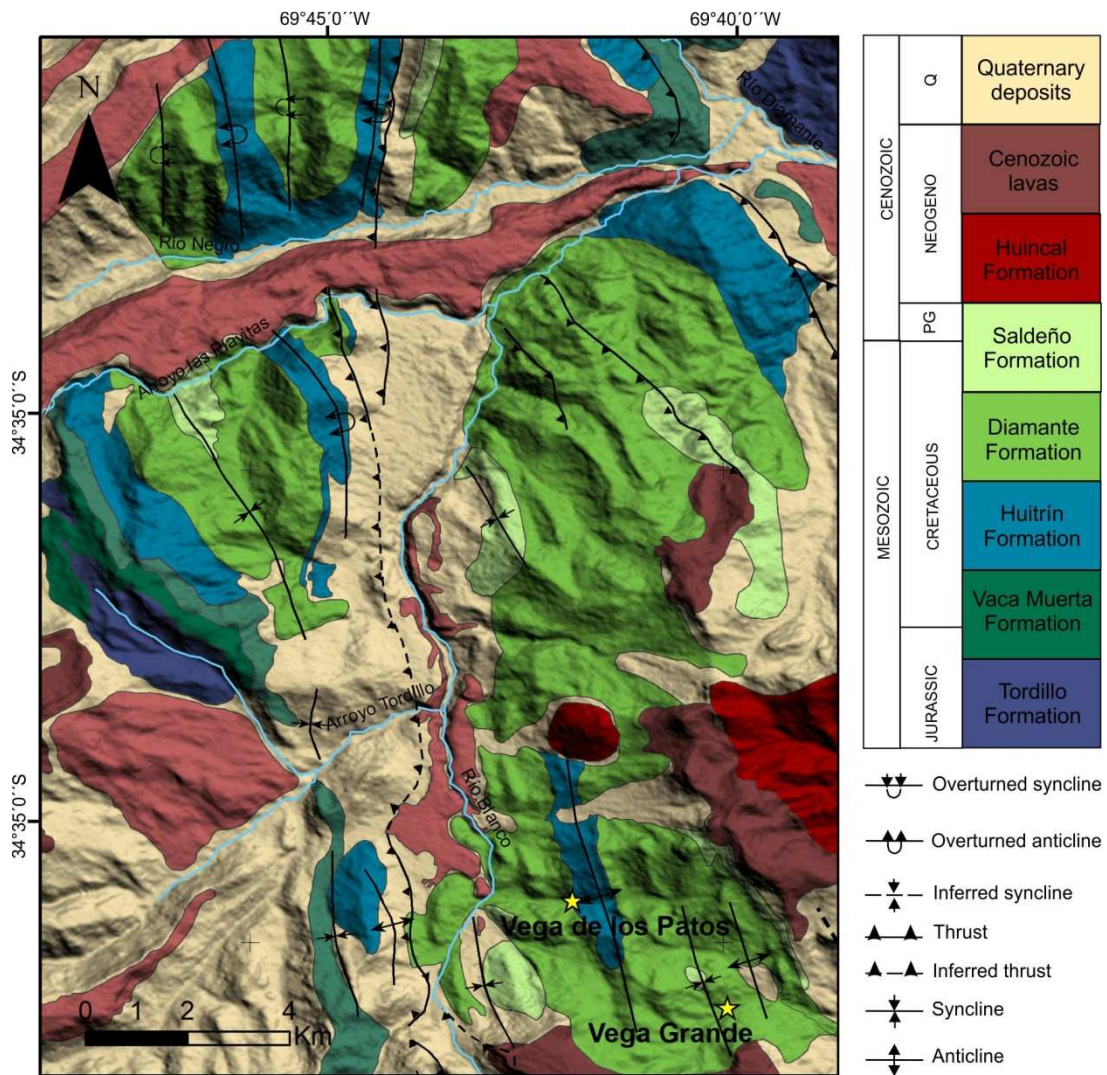 69°45´0´´W
69°40´0´´W
N
Río Diamante
Río Negro
Arroyo las Playitas
34°35´0´´S
Arroyo Tordillo
Río Blanco
34°35´0´´S
Vega de los Patos
0 2 4
Km
Vega Grande
CENOZOIC
MESOZOIC
Q
NEOGENO
PG
CRETACEOUS
JURASSIC
Quaternary
deposits
Cenozoic
lavas
Huincal
Formation
Saldeño
Formation
Diamante
Formation
Huitrín
Formation
Vaca Muerta
Formation
Tordillo
Formation
Overturned syncline
Overturned anticline
Inferred syncline
Thrust
Inferred thrust
Syncline
Anticline